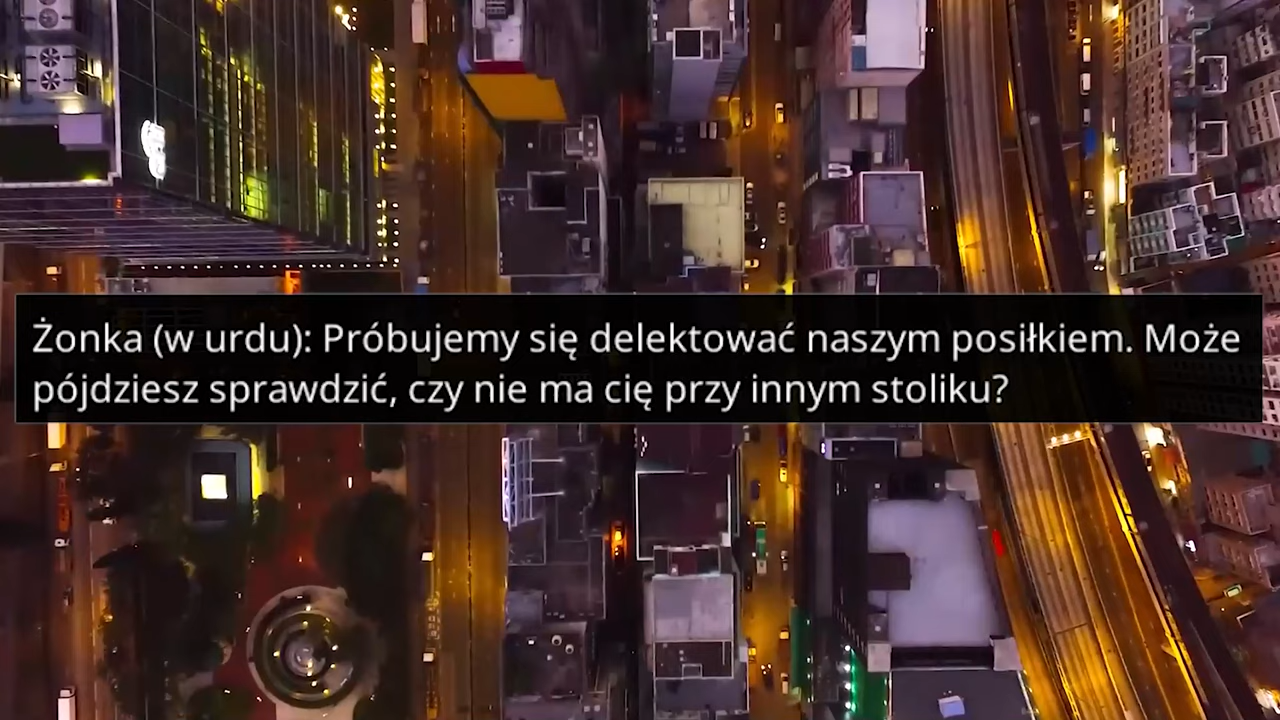 Żonka (w urdu): Próbujemy się delektować naszym posiłkiem. Może
pójdziesz sprawdzić, czy nie ma cię przy innym stoliku?